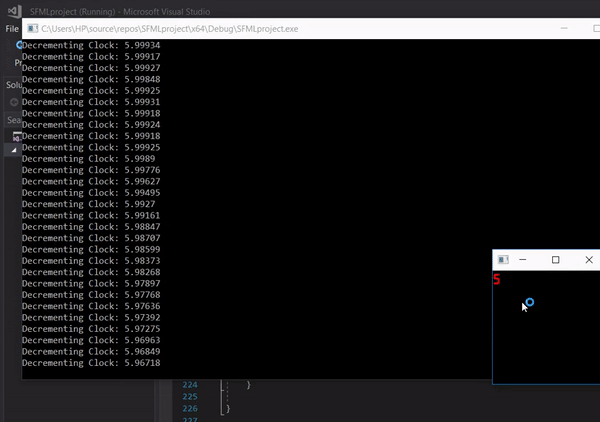 SFMLproject (Running) - Microsoft Visual Studio
File
C:\Users\HP\source\repos\SFMLproject\x64\Debug\SFMLproject.exe
Decrementing Clock: 5.99934
Decrementing Clock: 5.99917
Decrementing Clock: 5.99927
Decrementing Clock: 5.99848
Decrementing Clock: 5.99925
Decrementing Clock: 5.99931
Decrementing Clock: 5.99918
Decrementing Clock: 5.99924
Decrementing Clock: 5.99918
Decrementing Clock: 5.99925
Decrementing Clock: 5.9989
Decrementing Clock: 5.99776
Decrementing Clock: 5.99627
Decrementing Clock: 5.99495
Decrementing Clock: 5.9927
Decrementing Clock: 5.99161
Decrementing Clock: 5.98847
Decrementing Clock: 5.98707
Decrementing Clock: 5.98599
Decrementing Clock: 5.98373
Decrementing Clock: 5.98268
Decrementing Clock: 5.97897
Decrementing Clock: 5.97768
Decrementing Clock: 5.97636
Decrementing Clock: 5.97392
Decrementing Clock: 5.97275
Decrementing Clock: 5.96963
Decrementing Clock: 5.96849
Decrementing Clock: 5.96718
Pr
Solu
Sea
5
224 }
225
226 }
227